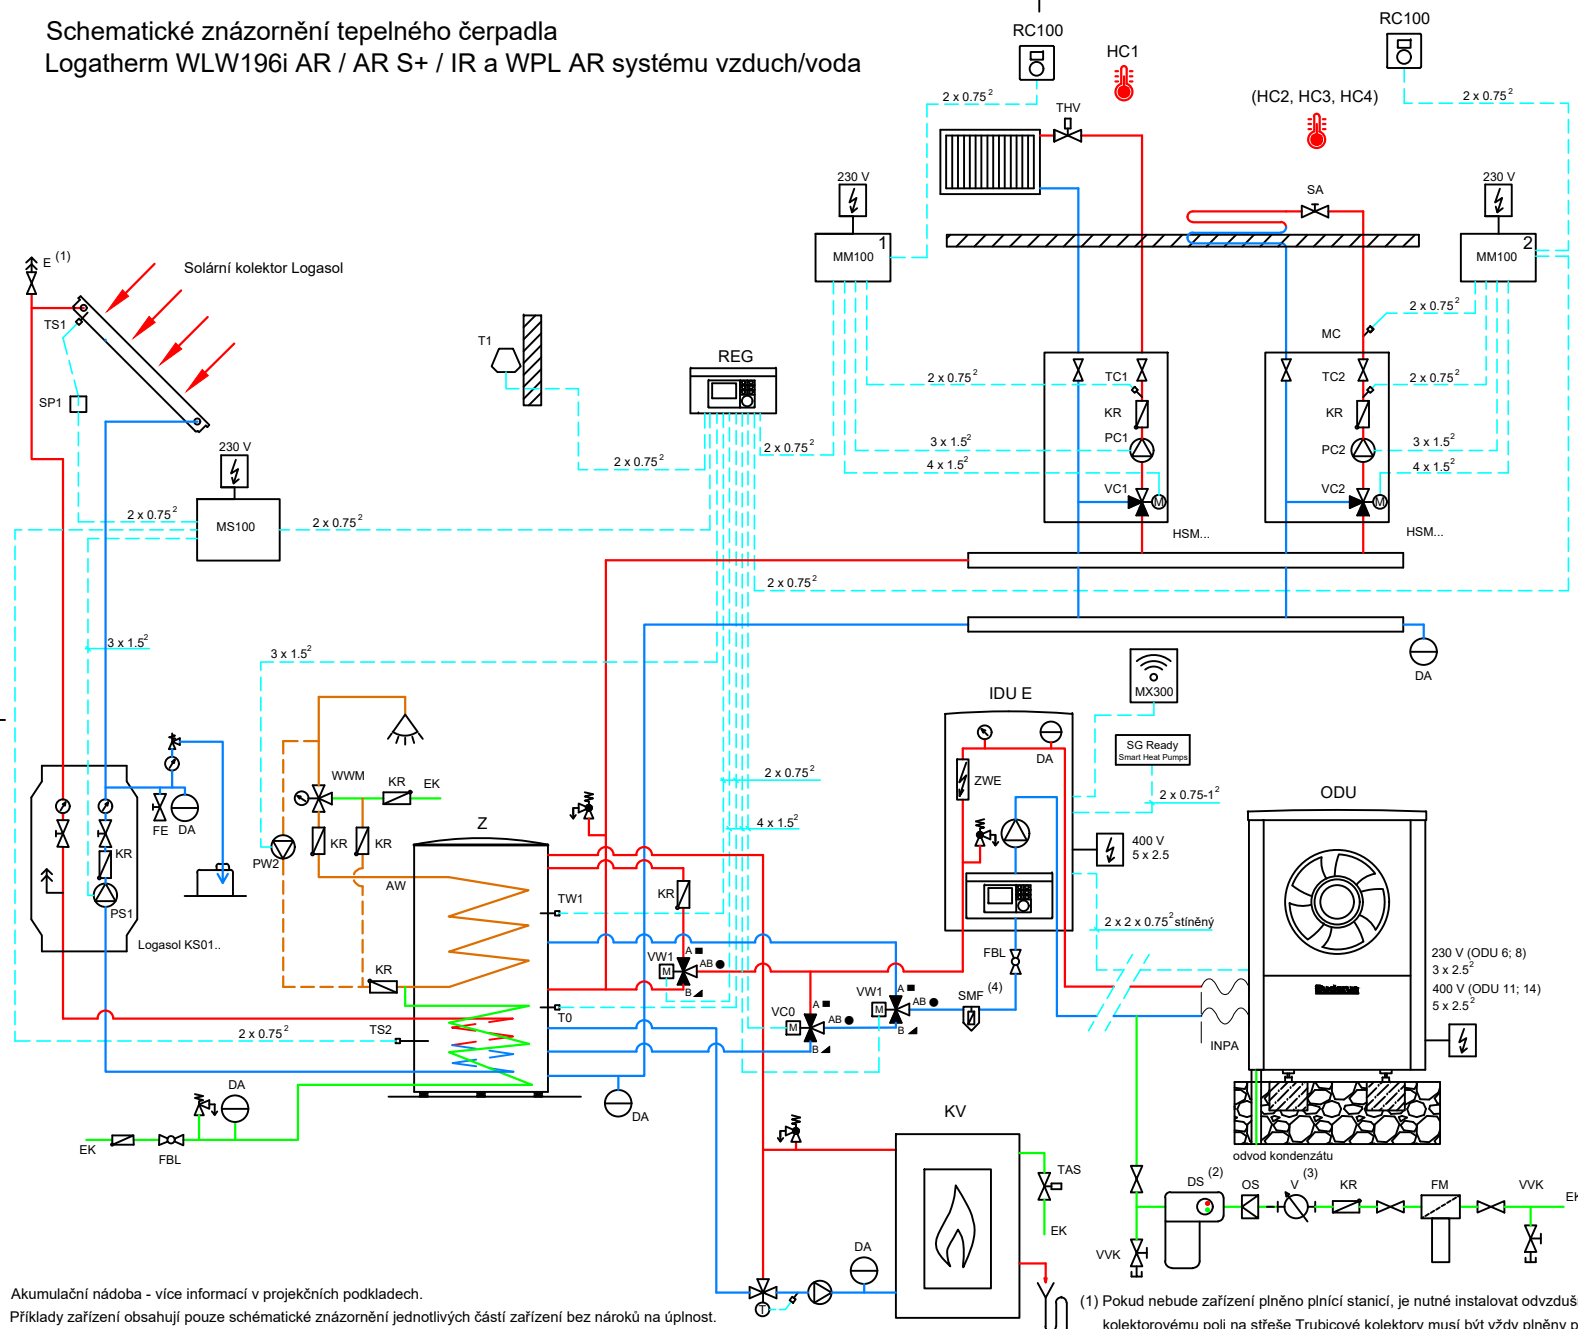 Schematické znázornění tepelného čerpadla
Logatherm WLW196i AR / AR S+ / IR a WPL AR systému vzduch/voda
RC100
HC1
RC100
2 x 0.75²
THV
(HC2, HC3, HC4)
2 x 0.75²
230 V
SA
230 V
1
MM100
2
MM100
E (1)
Solární kolektor Logasol
TS1
T1
REG
2 x 0.75²
MC
SP1
2 x 0.75²
TC1
TC2
2 x 0.75²
KR
KR
230 V
2 x 0.75²
2 x 0.75²
3 x 1.5²
PC1
PC2
3 x 1.5²
4 x 1.5²
4 x 1.5²
VC1
M
VC2
M
2 x 0.75²
MS100
2 x 0.75²
HSM...
HSM...
2 x 0.75²
3 x 1.5²
3 x 1.5²
DA
MX300
IDU E
SG Ready
Smart Heat Pumps
DA
ZWE
2 x 0.75²
2 x 0.75-1²
ODU
WWM
KR
EK
FE
DA
KR
KR
KR
PW2
Z
4 x 1.5²
400 V
5 x 2.5
AW
TW1
KR
PS1
Logasol KS01..
2 x 2 x 0.75² stíněný
FBL
A
VW1
M
AB
B
KR
230 V (ODU 6; 8)
3 x 2.5²
400 V (ODU 11; 14)
5 x 2.5²
SMF (4)
A
VW1
M
AB
B
A
VC0
M
AB
B
T0
TS2
2 x 0.75²
INPA
DA
DA
EK
FBL
KV
odvod kondenzátu
TAS
EK
DS (2)
OS
V (3)
KR
FM
VVK
EK
VVK
DA
T
Akumulační nádoba - více informací v projekčních podkladech.
Příklady zařízení obsahují pouze schématické znázornění jednotlivých částí zařízení bez nároků na úplnost.
(1) Pokud nebude zařízení plněno plnící stanicí, je nutné instalovat odvzdušn
kolektorovému poli na střeše Trubicové kolektory musí být vždy plněny p